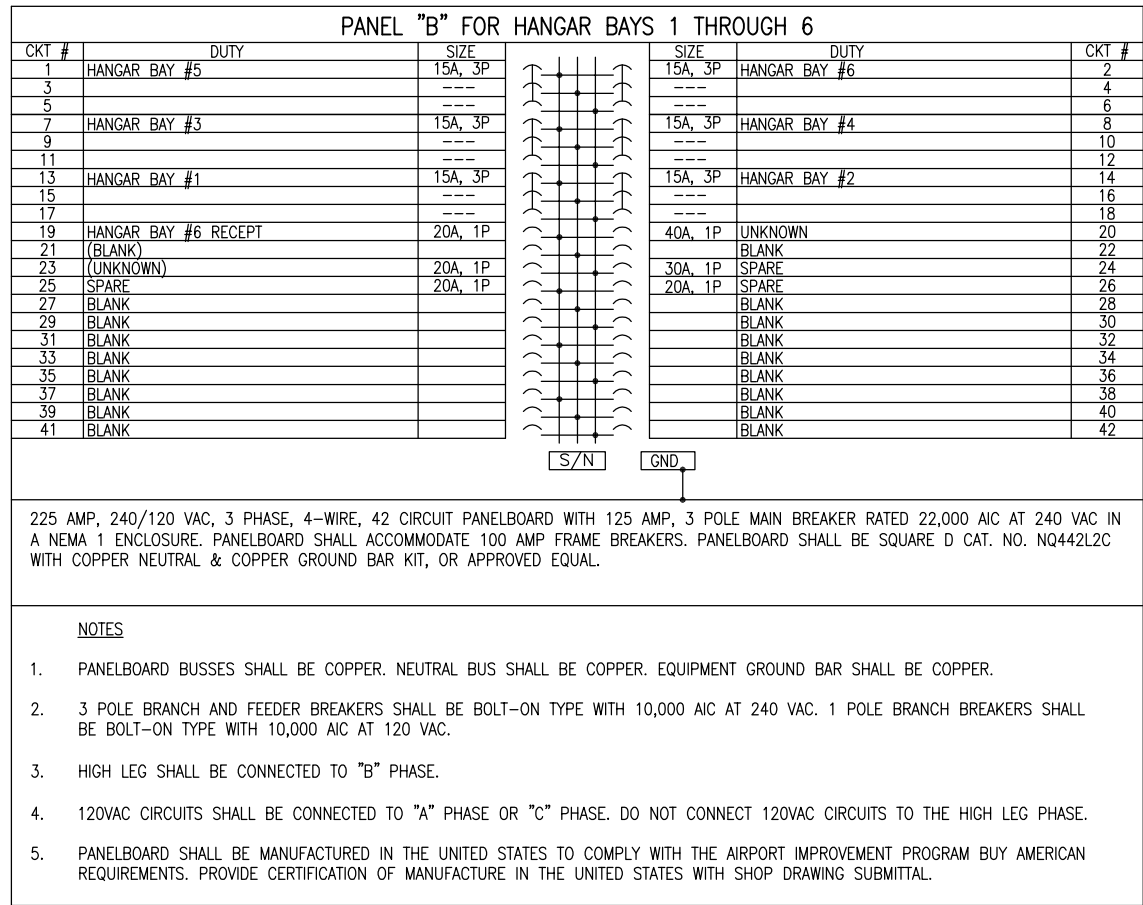 PANEL "B" FOR HANGAR BAYS 1 THROUGH 6
CKT # DUTY SIZE SIZE DUTY CKT #
1 HANGAR BAY #5 15A, 3P 15A, 3P HANGAR BAY #6 2
3 --- --- 4
5 --- --- 6
7 HANGAR BAY #3 15A, 3P 15A, 3P HANGAR BAY #4 8
9 --- --- 10
11 --- --- 12
13 HANGAR BAY #1 15A, 3P 15A, 3P HANGAR BAY #2 14
15 --- --- 16
17 --- --- 18
19 HANGAR BAY #6 RECEPT 20A, 1P 40A, 1P UNKNOWN 20
21 (BLANK) BLANK 22
23 (UNKNOWN) 20A, 1P 30A, 1P SPARE 24
25 SPARE 20A, 1P 20A, 1P SPARE 26
27 BLANK BLANK 28
29 BLANK BLANK 30
31 BLANK BLANK 32
33 BLANK BLANK 34
35 BLANK BLANK 36
37 BLANK BLANK 38
39 BLANK BLANK 40
41 BLANK BLANK 42
S/N GND
225 AMP, 240/120 VAC, 3 PHASE, 4-WIRE, 42 CIRCUIT PANELBOARD WITH 125 AMP, 3 POLE MAIN BREAKER RATED 22,000 AIC AT 240 VAC IN
A NEMA 1 ENCLOSURE. PANELBOARD SHALL ACCOMMODATE 100 AMP FRAME BREAKERS. PANELBOARD SHALL BE SQUARE D CAT. NO. NQ442L2C
WITH COPPER NEUTRAL & COPPER GROUND BAR KIT, OR APPROVED EQUAL.
NOTES
1. PANELBOARD BUSSES SHALL BE COPPER. NEUTRAL BUS SHALL BE COPPER. EQUIPMENT GROUND BAR SHALL BE COPPER.
2. 3 POLE BRANCH AND FEEDER BREAKERS SHALL BE BOLT-ON TYPE WITH 10,000 AIC AT 240 VAC. 1 POLE BRANCH BREAKERS SHALL
BE BOLT-ON TYPE WITH 10,000 AIC AT 120 VAC.
3. HIGH LEG SHALL BE CONNECTED TO "B" PHASE.
4. 120VAC CIRCUITS SHALL BE CONNECTED TO "A" PHASE OR "C" PHASE. DO NOT CONNECT 120VAC CIRCUITS TO THE HIGH LEG PHASE.
5. PANELBOARD SHALL BE MANUFACTURED IN THE UNITED STATES TO COMPLY WITH THE AIRPORT IMPROVEMENT PROGRAM BUY AMERICAN
REQUIREMENTS. PROVIDE CERTIFICATION OF MANUFACTURE IN THE UNITED STATES WITH SHOP DRAWING SUBMITTAL.